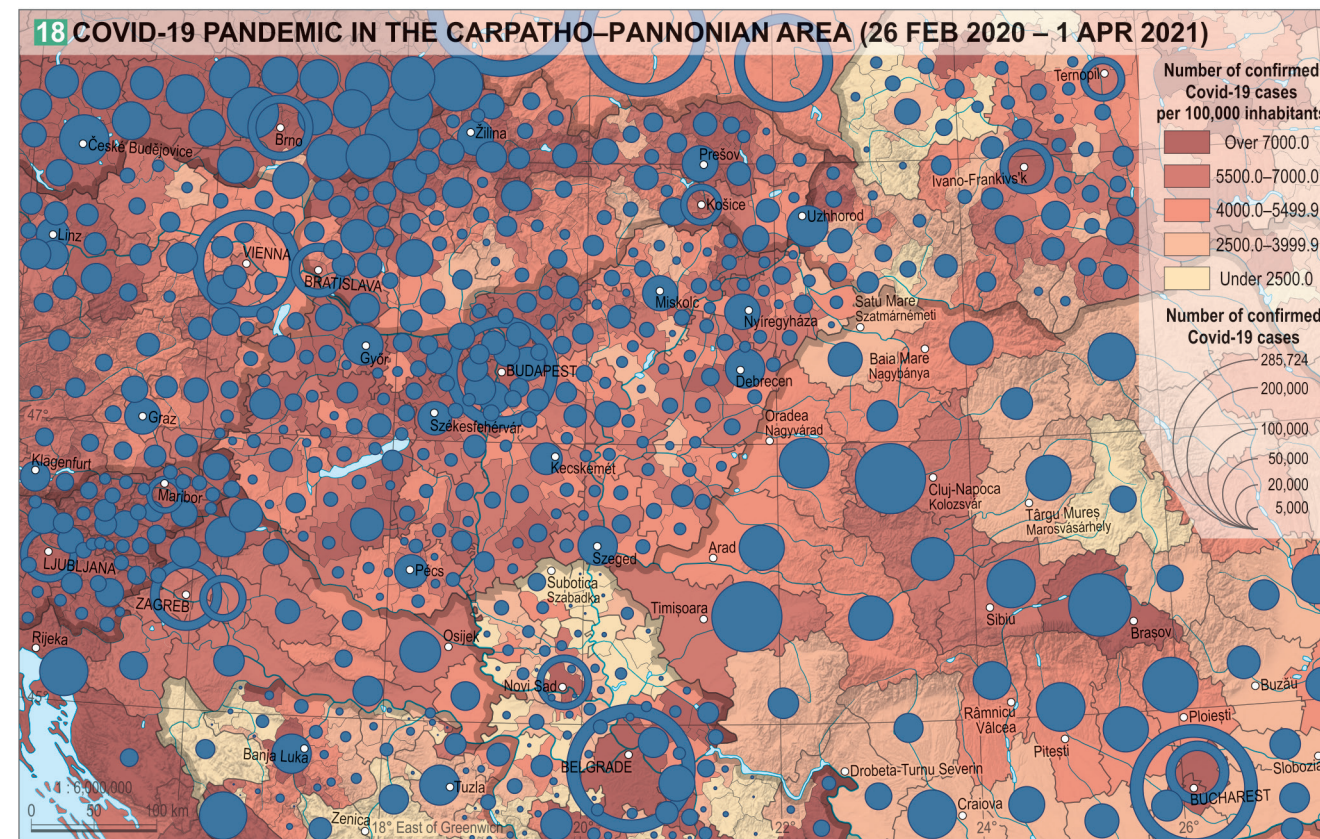 18 COVID-19 PANDEMIC IN THE CARPATHO–PANNONIAN AREA (26 FEB 2020 – 1 APR 2021)
Number of confirmed
Covid-19 cases
per 100,000 inhabitants
Over 7000.0
5500.0–7000.0
4000.0–5499.9
2500.0–3999.9
Under 2500.0
Number of confirmed
Covid-19 cases
285,724
200,000
100,000
50,000
20,000
5,000
Ternopil
České Budějovice
Brno
Žilina
Prešov
Ivano-Frankivs'k
Košice
Uzhhorod
Linz
VIENNA
BRATISLAVA
Miskolc
Nyíregyháza
Satu Mare
Szatmárnémeti
Győr
BUDAPEST
Debrecen
Baia Mare
Nagybánya
47°
Graz
Székesfehérvár
Oradea
Nagyvárad
Klagenfurt
Maribor
Kecskemét
Cluj-Napoca
Kolozsvár
Târgu Mureș
Marosvásárhely
LJUBLJANA
Pécs
Szeged
Arad
ZAGREB
Subotica
Szabadka
Timișoara
Sibiu
Brașov
Rijeka
Osijek
Novi Sad
45°
Buzău
Râmnicu
Vâlcea
Ploiești
Pitești
Banja Luka
BELGRADE
Drobeta-Turnu Severin
Slobozia
Tuzla
BUCHAREST
Craiova
Zenica
1 : 6,000,000
0 50 100 km
18° East of Greenwich
20°
22°
24°
26°